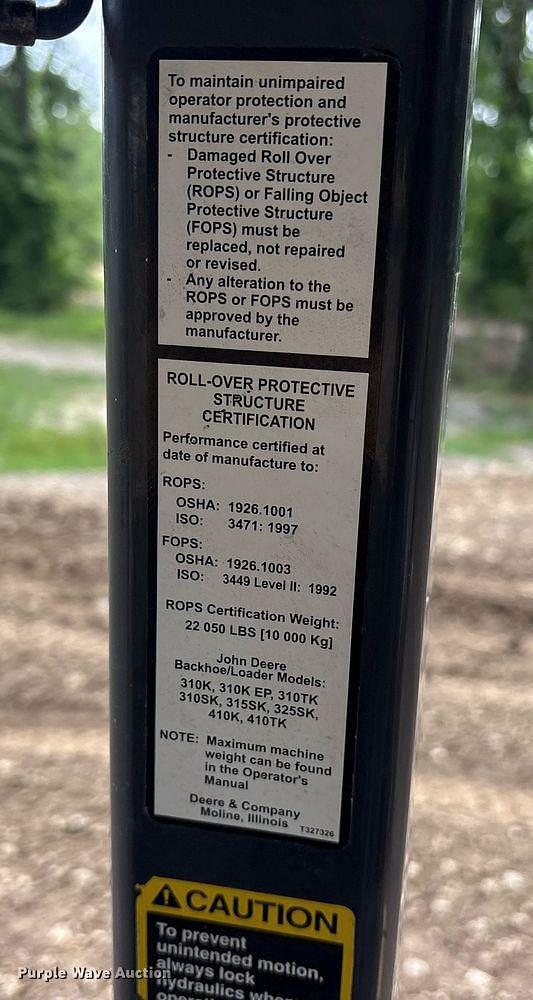 To maintain unimpaired
operator protection and
manufacturer's protective
structure certification:
- Damaged Roll Over
Protective Structure
(ROPS) or Falling Object
Protective Structure
(FOPS) must be
replaced, not repaired
or revised.
- Any alteration to the
ROPS or FOPS must be
approved by the
manufacturer.
ROLL-OVER PROTECTIVE
STRUCTURE
CERTIFICATION
Performance certified at
date of manufacture to:
ROPS:
OSHA: 1926.1001
ISO: 3471: 1997
FOPS:
OSHA: 1926.1003
ISO: 3449 Level II: 1992
ROPS Certification Weight:
22 050 LBS [10 000 Kg]
John Deere
Backhoe/Loader Models:
310K, 310K EP, 310TK
310SK, 315SK, 325SK,
410K, 410TK
NOTE: Maximum machine
weight can be found
in the Operator's
Manual
Deere & Company
Moline, Illinois
T327326
CAUTION
To prevent
unintended motion,
always lock
hydraulics when
Purple Wave Auction